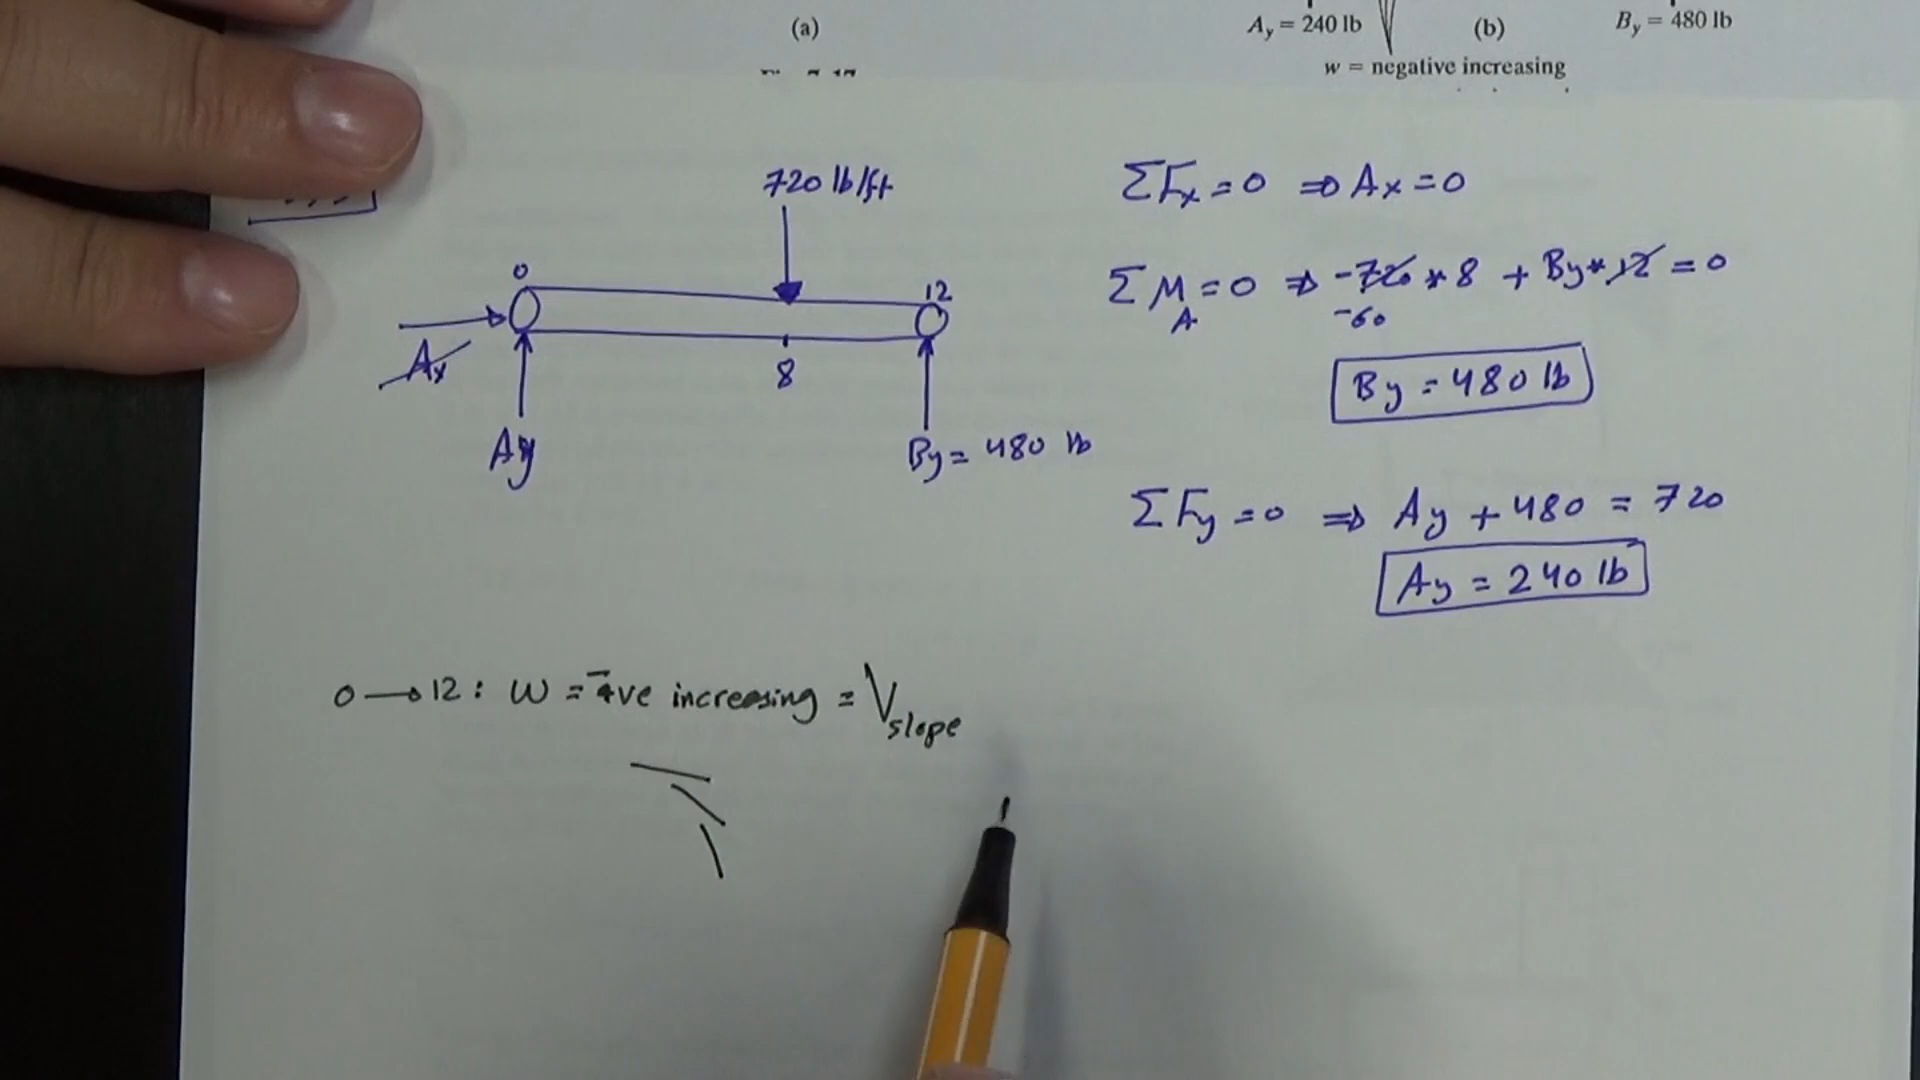 (a)
Ay = 240 lb
(b)
By = 480 lb
w = negative increasing
720 lb/ft
0
12
8
Ax
Ay
By = 480 lb
ΣFx = 0 ⇒ Ax = 0
ΣM = 0 ⇒ -720 * 8 + By * 12 = 0
A
-60
By = 480 lb
ΣFy = 0 ⇒ Ay + 480 = 720
Ay = 240 lb
0 → 12 : w = -ve increasing = Vslope